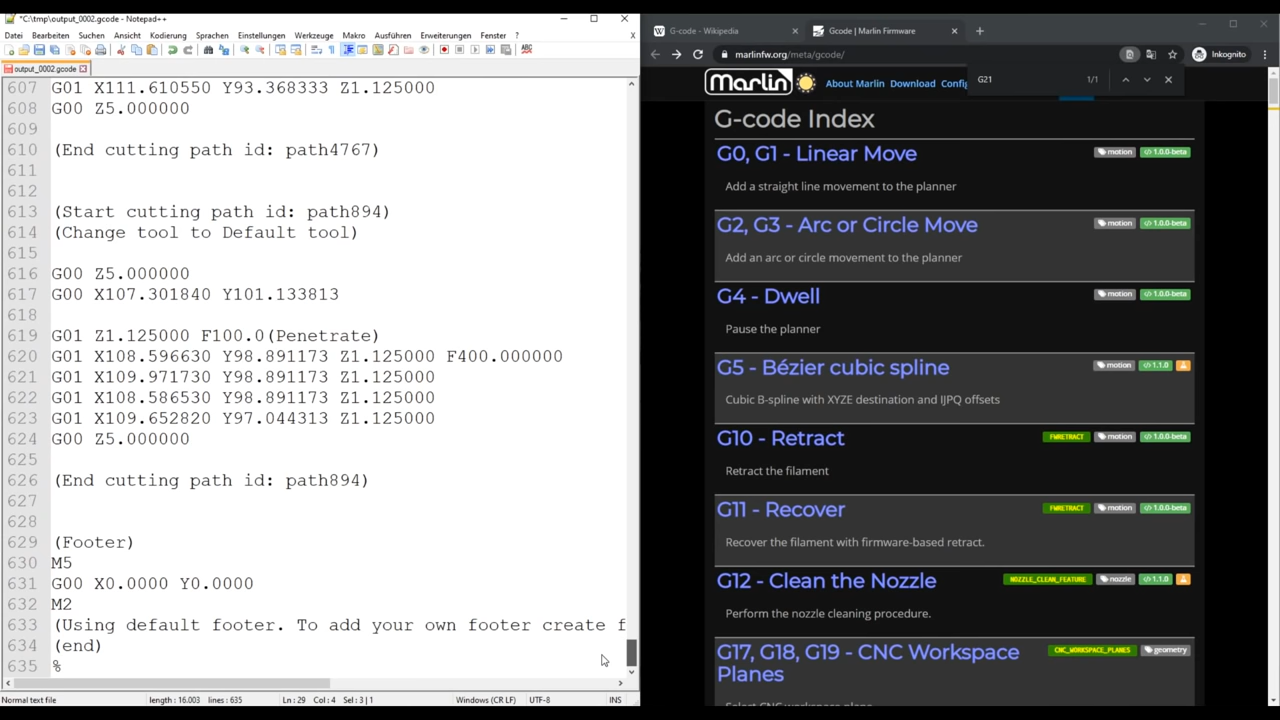 *C:\tmp\output_0002.gcode - Notepad++
Datei Bearbeiten Suchen Ansicht Kodierung Sprachen Einstellungen Werkzeuge Makro Ausführen Erweiterungen Fenster ? X
output_0002.gcode
607 G01 X111.610550 Y93.368333 Z1.125000
608 G00 Z5.000000
609
610 (End cutting path id: path4767)
611
612
613 (Start cutting path id: path894)
614 (Change tool to Default tool)
615
616 G00 Z5.000000
617 G00 X107.301840 Y101.133813
618
619 G01 Z1.125000 F100.0(Penetrate)
620 G01 X108.596630 Y98.891173 Z1.125000 F400.000000
621 G01 X109.971730 Y98.891173 Z1.125000
622 G01 X108.586530 Y98.891173 Z1.125000
623 G01 X109.652820 Y97.044313 Z1.125000
624 G00 Z5.000000
625
626 (End cutting path id: path894)
627
628
629 (Footer)
630 M5
631 G00 X0.0000 Y0.0000
632 M2
633 (Using default footer. To add your own footer create f
634 (end)
635 %
Normal text file length : 16.003 lines : 635 Ln : 29 Col : 4 Sel : 3 | 1 Windows (CR LF) UTF-8 INS
G-code - Wikipedia
Gcode | Marlin Firmware
marlinfw.org/meta/gcode/
Inkognito
Marlin About Marlin Download Config
G21 1/1
G-code Index
G0, G1 - Linear Move motion 1.0.0-beta
Add a straight line movement to the planner
G2, G3 - Arc or Circle Move motion 1.0.0-beta
Add an arc or circle movement to the planner
G4 - Dwell motion 1.0.0-beta
Pause the planner
G5 - Bézier cubic spline motion 1.1.0
Cubic B-spline with XYZE destination and IJPQ offsets
G10 - Retract FWRETRACT motion 1.0.0-beta
Retract the filament
G11 - Recover FWRETRACT motion 1.0.0-beta
Recover the filament with firmware-based retract.
G12 - Clean the Nozzle NOZZLE_CLEAN_FEATURE nozzle 1.1.0
Perform the nozzle cleaning procedure.
G17, G18, G19 - CNC Workspace CNC_WORKSPACE_PLANES geometry
Planes